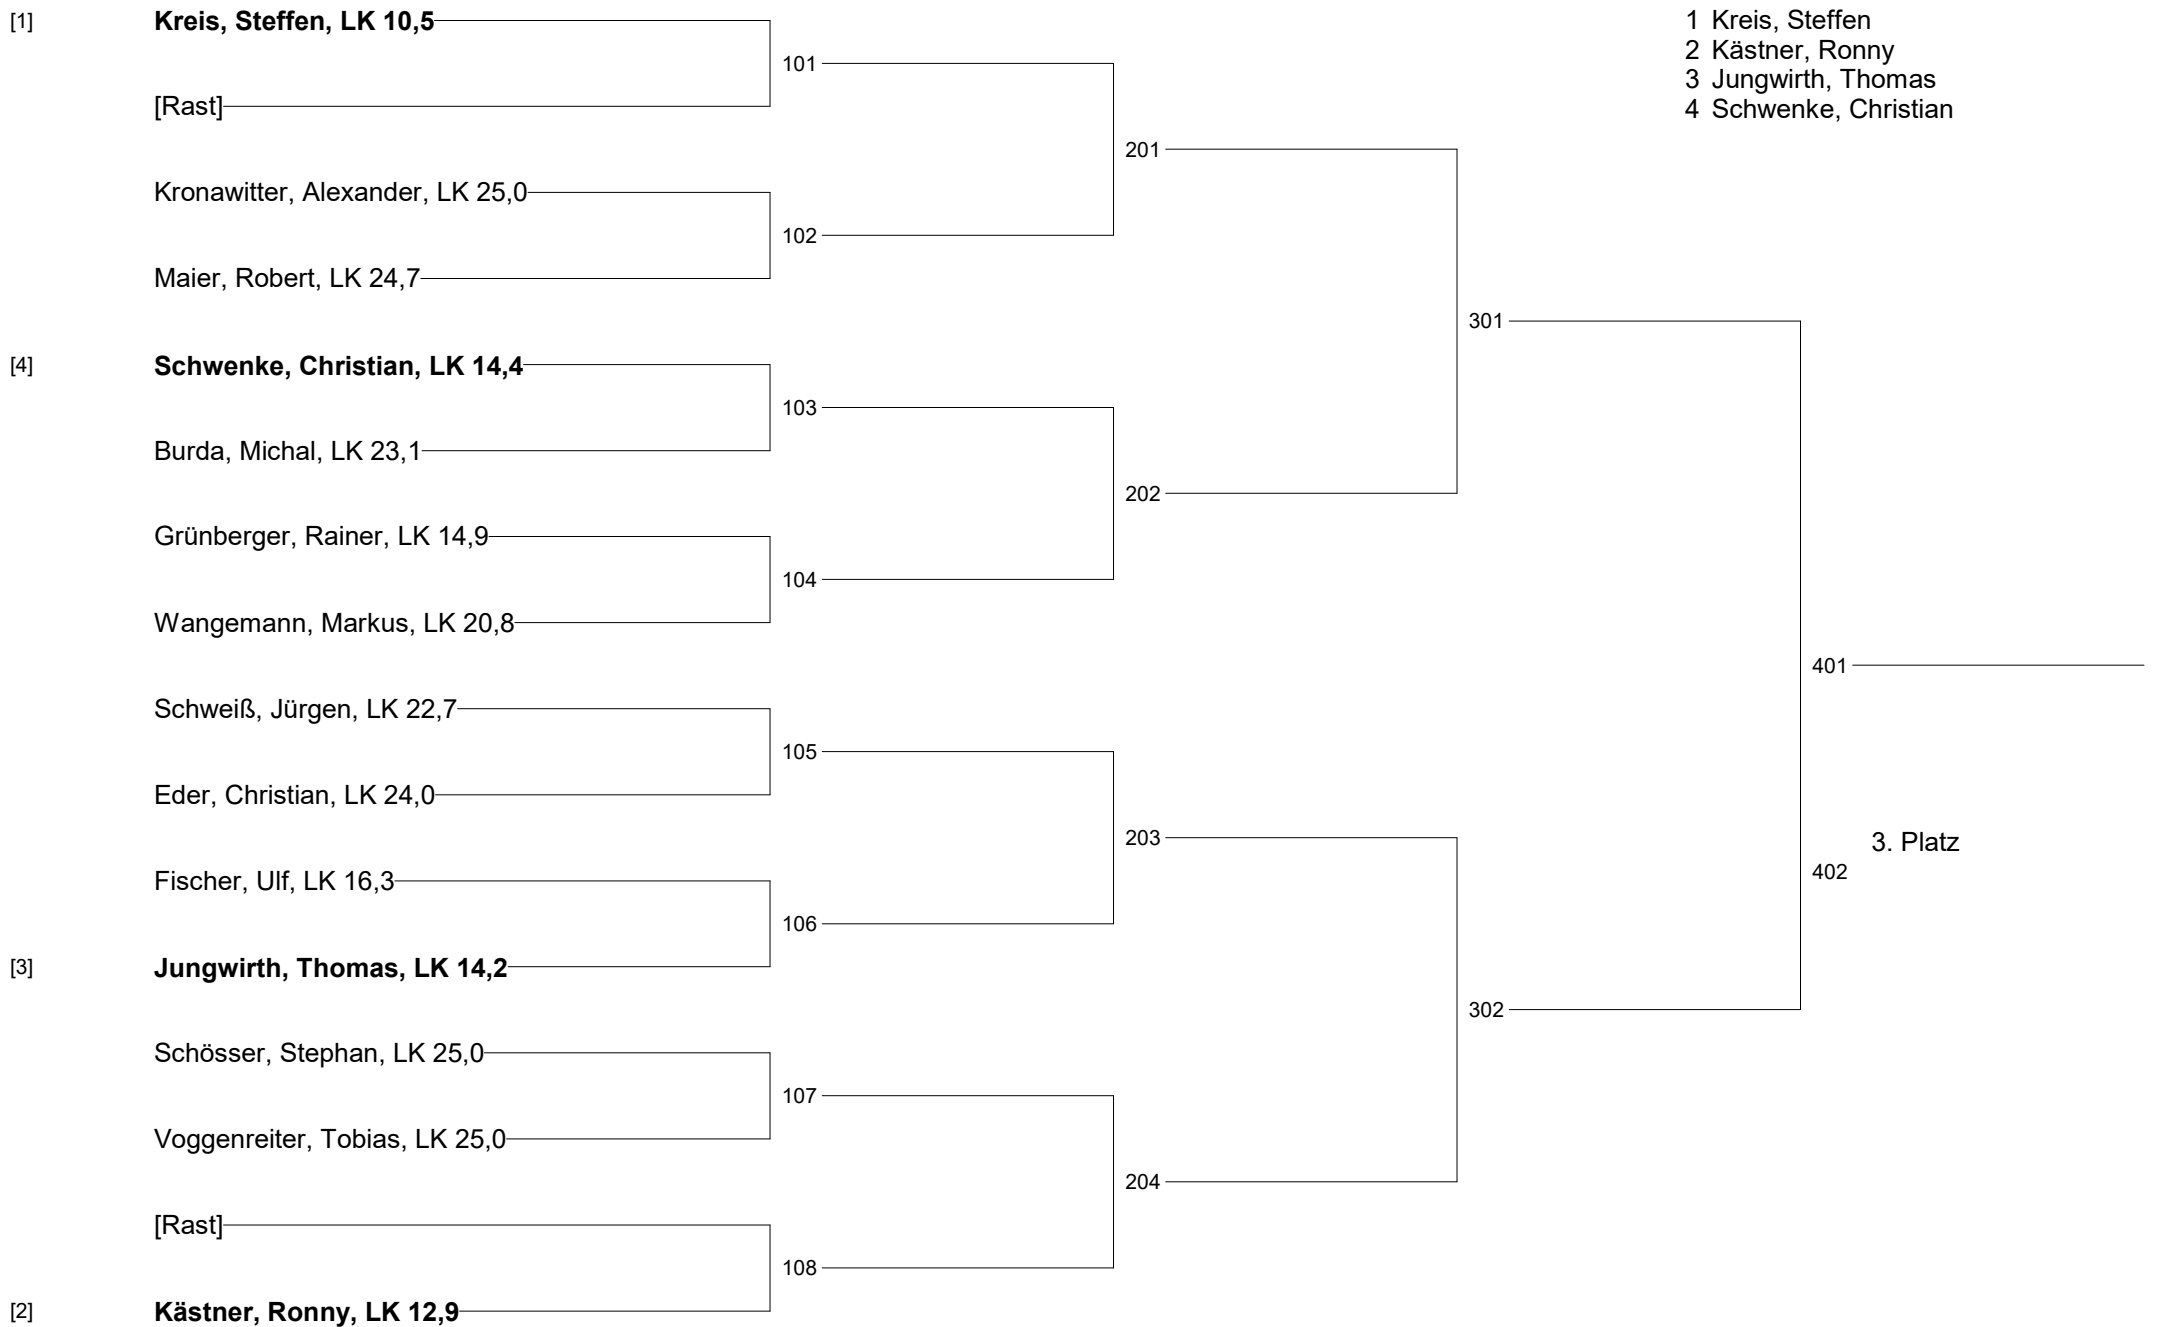 [1] Kreis, Steffen, LK 10,5
[Rast]
Kronawitter, Alexander, LK 25,0
Maier, Robert, LK 24,7
[4] Schwenke, Christian, LK 14,4
Burda, Michal, LK 23,1
Grünberger, Rainer, LK 14,9
Wangemann, Markus, LK 20,8
Schweiß, Jürgen, LK 22,7
Eder, Christian, LK 24,0
Fischer, Ulf, LK 16,3
[3] Jungwirth, Thomas, LK 14,2
Schösser, Stephan, LK 25,0
Voggenreiter, Tobias, LK 25,0
[Rast]
[2] Kästner, Ronny, LK 12,9
101
102
103
104
105
106
107
108
201
202
203
204
301
302
401
3. Platz
402
1 Kreis, Steffen
2 Kästner, Ronny
3 Jungwirth, Thomas
4 Schwenke, Christian